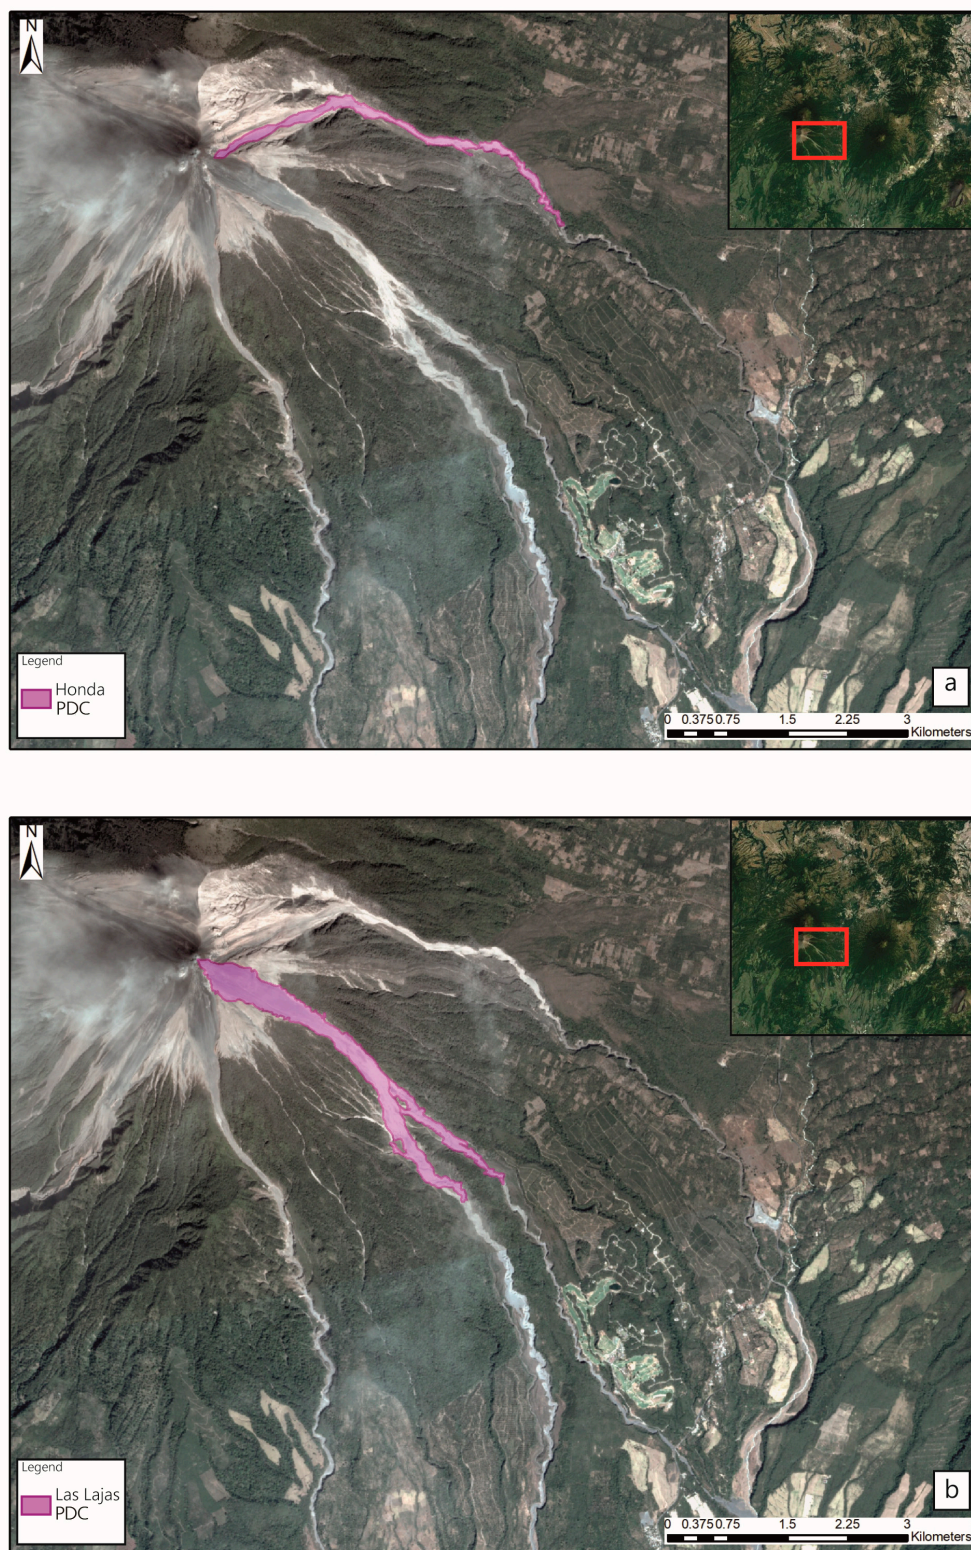 N
Legend
Honda
PDC
a
0 0.375 0.75 1.5 2.25 3
Kilometers
N
Legend
Las Lajas
PDC
b
0 0.375 0.75 1.5 2.25 3
Kilometers